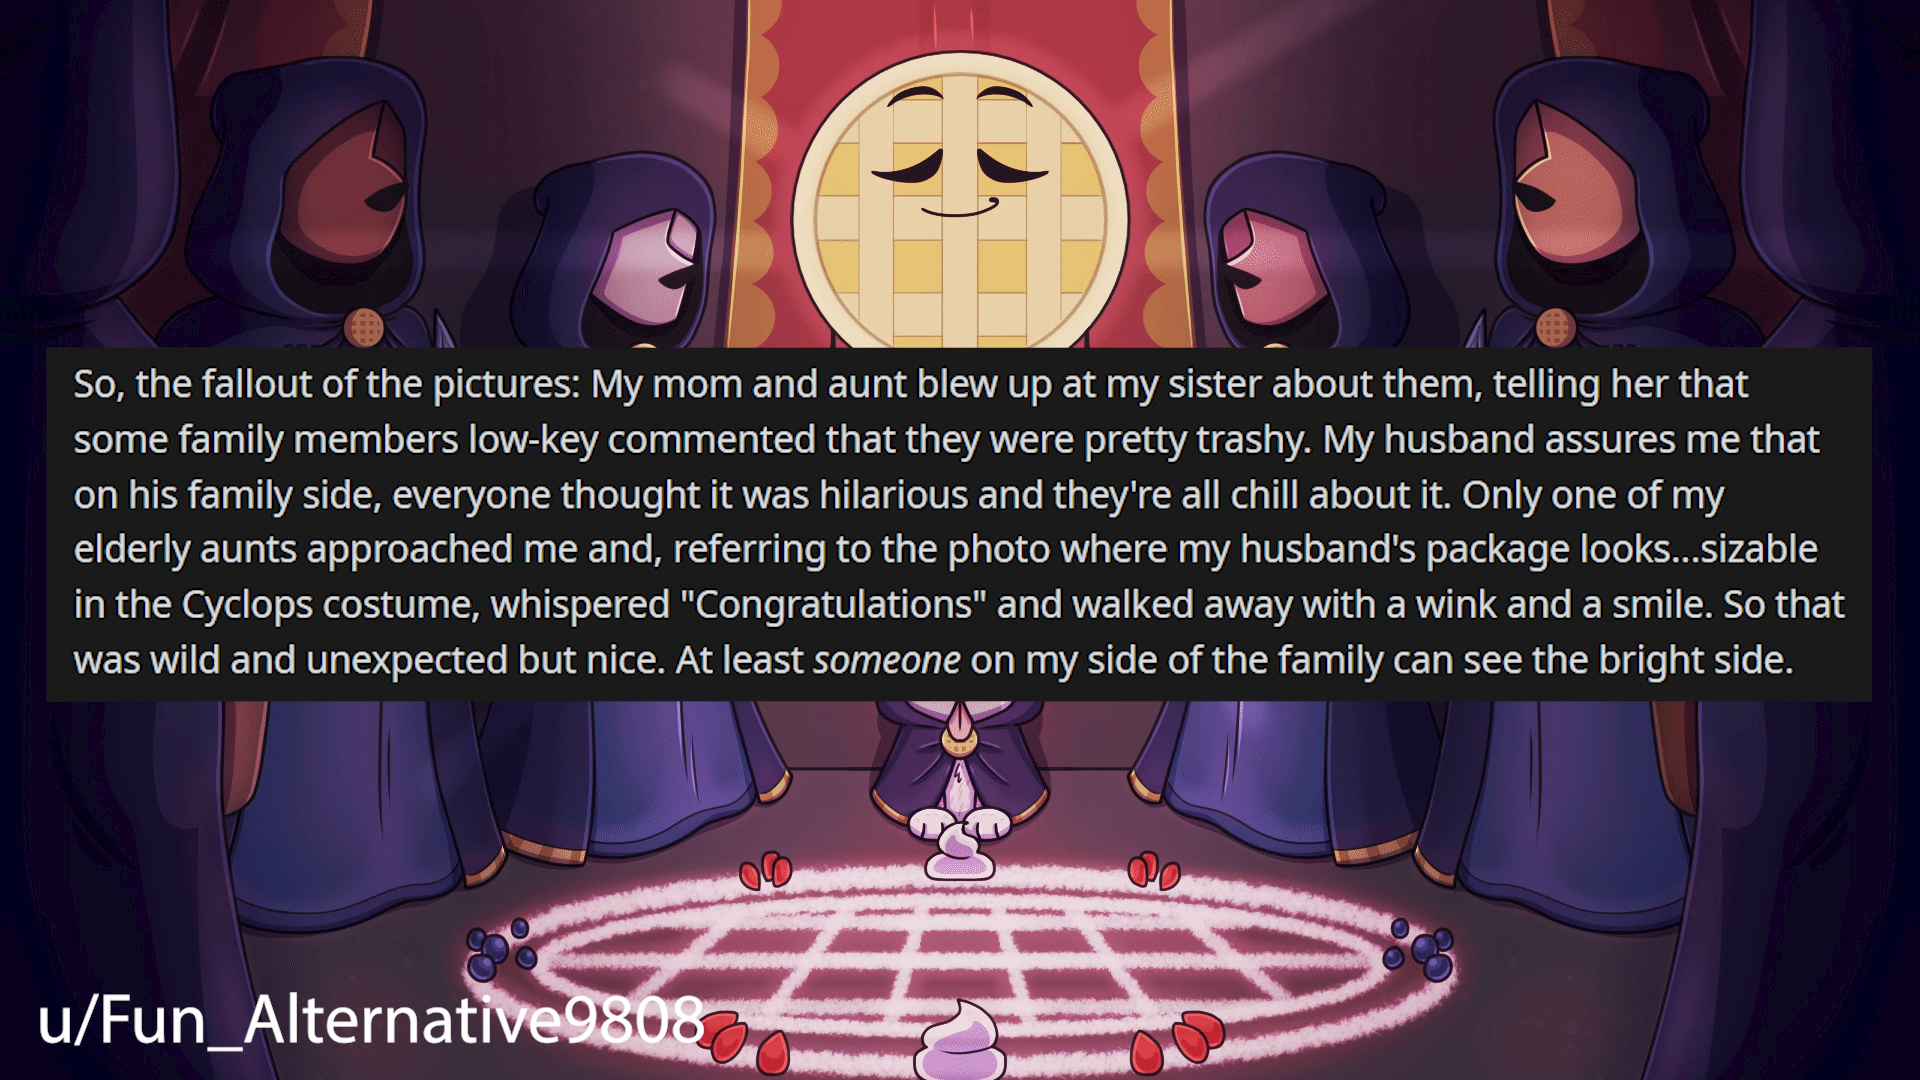 So, the fallout of the pictures: My mom and aunt blew up at my sister about them, telling her that
some family members low-key commented that they were pretty trashy. My husband assures me that
on his family side, everyone thought it was hilarious and they're all chill about it. Only one of my
elderly aunts approached me and, referring to the photo where my husband's package looks...sizable
in the Cyclops costume, whispered "Congratulations" and walked away with a wink and a smile. So that
was wild and unexpected but nice. At least someone on my side of the family can see the bright side.
u/Fun_Alternative9808